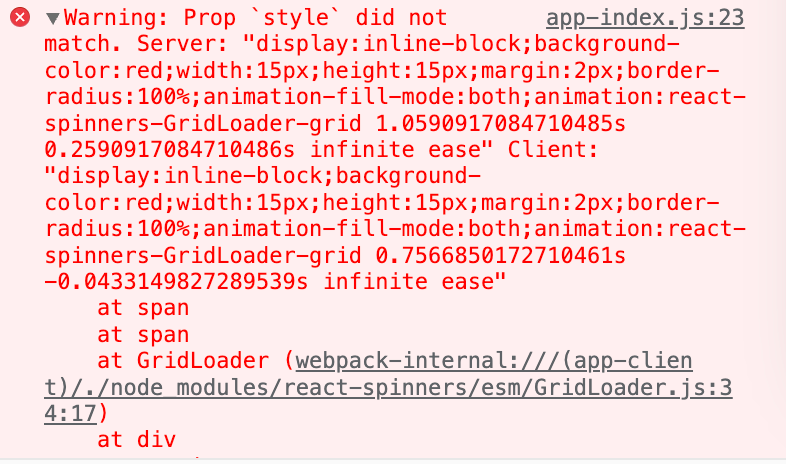 Warning: Prop `style` did not app-index.js:23
match. Server: "display:inline-block;background-
color:red;width:15px;height:15px;margin:2px;border-
radius:100%;animation-fill-mode:both;animation:react-
spinners-GridLoader-grid 1.0590917084710485s
0.2590917084710486s infinite ease" Client:
"display:inline-block;background-
color:red;width:15px;height:15px;margin:2px;border-
radius:100%;animation-fill-mode:both;animation:react-
spinners-GridLoader-grid 0.7566850172710461s
-0.0433149827289539s infinite ease"
at span
at span
at GridLoader (webpack-internal:///(app-clien
t)/./node_modules/react-spinners/esm/GridLoader.js:3
4:17)
at div